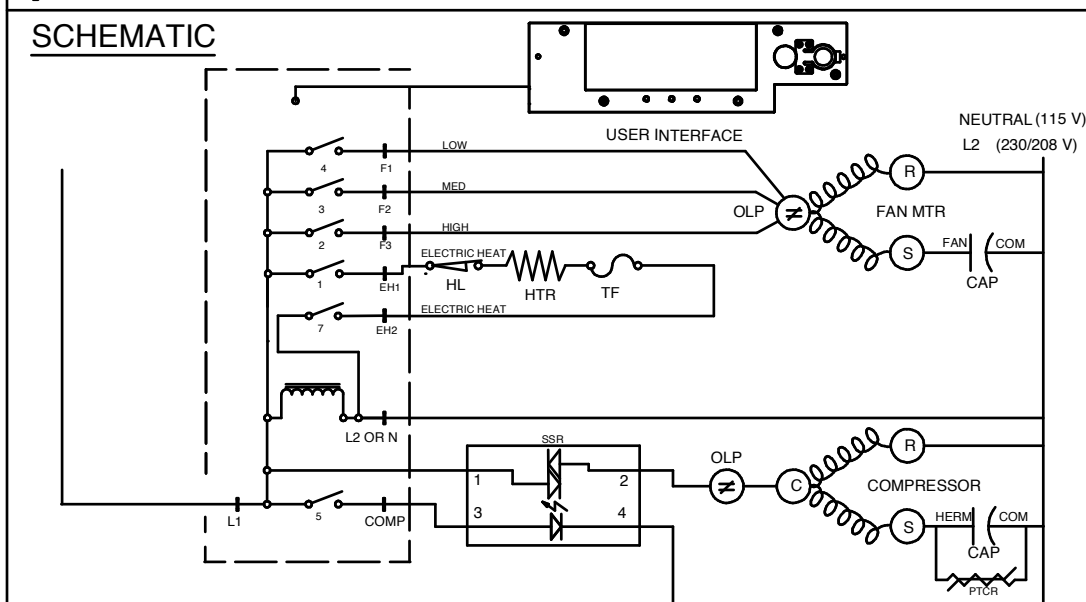 SCHEMATIC
NEUTRAL (115 V)
L2 (230/208 V)
USER INTERFACE
LOW
4
F1
MED
3
F2
HIGH
2
F3
OLP
R
FAN MTR
S
FAN
COM
CAP
ELECTRIC HEAT
1
EH1
HL
HTR
TF
ELECTRIC HEAT
7
EH2
L2 OR N
SSR
1
2
3
4
OLP
C
R
COMPRESSOR
S
HERM
COM
CAP
PTCR
L1
5
COMP